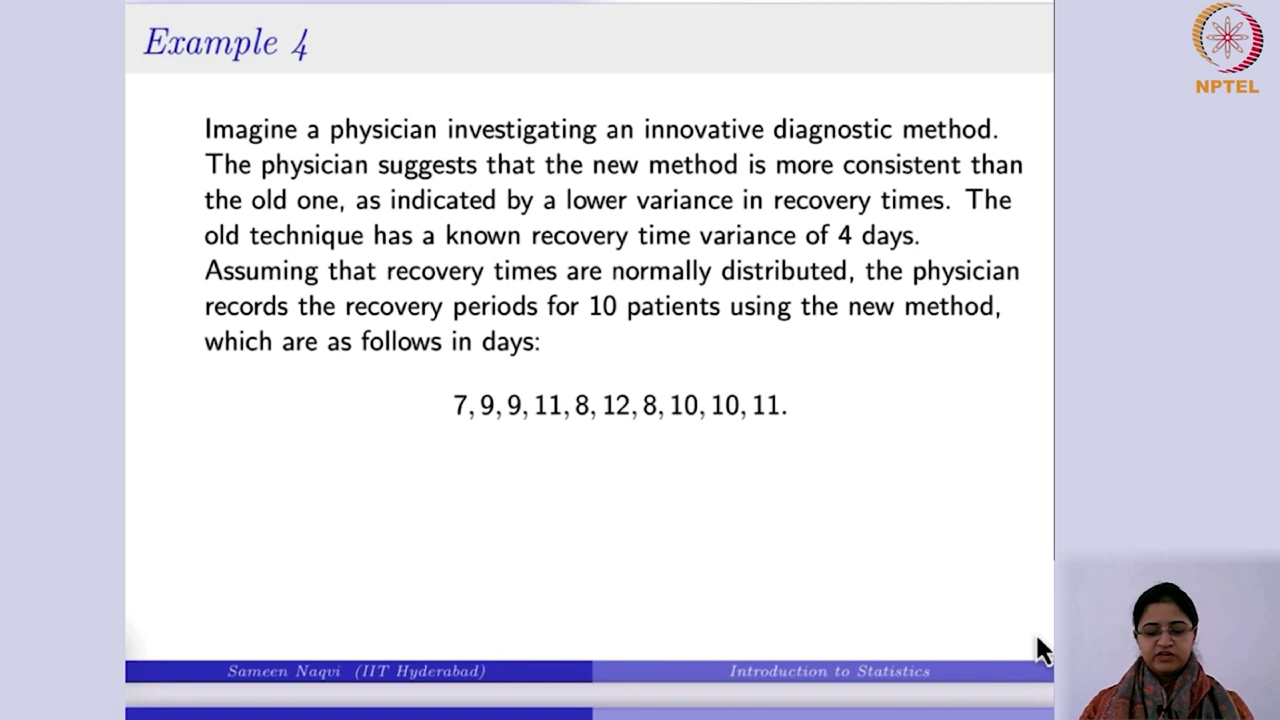 Example 4
NPTEL
Imagine a physician investigating an innovative diagnostic method.
The physician suggests that the new method is more consistent than
the old one, as indicated by a lower variance in recovery times. The
old technique has a known recovery time variance of 4 days.
Assuming that recovery times are normally distributed, the physician
records the recovery periods for 10 patients using the new method,
which are as follows in days:
7, 9, 9, 11, 8, 12, 8, 10, 10, 11.
Sameen Naqvi (IIT Hyderabad)
Introduction to Statistics